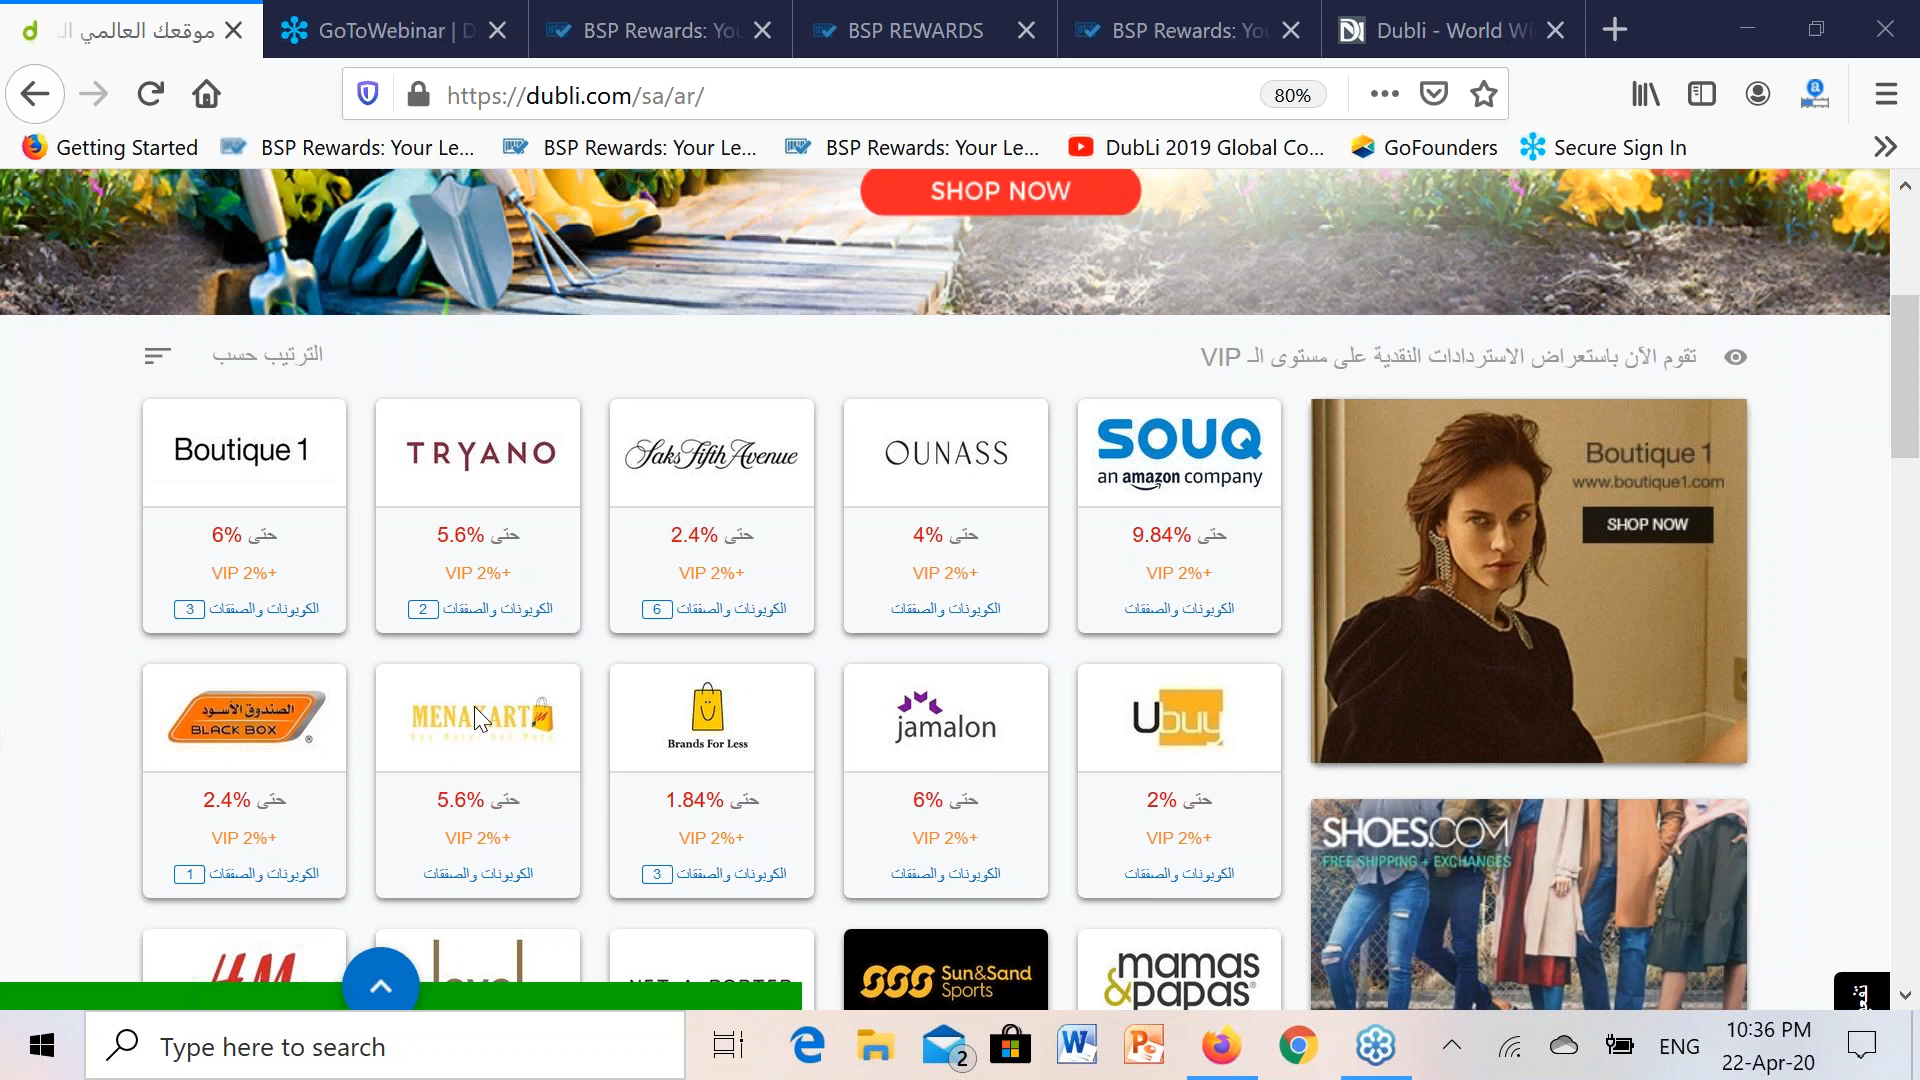 موقعك العالمي الر
GoToWebinar | D
BSP Rewards: You
BSP REWARDS
BSP Rewards: Yo
Dubli - World Wi
https://dubli.com/sa/ar/
80%
Getting Started
BSP Rewards: Your Le...
BSP Rewards: Your Le...
BSP Rewards: Your Le...
DubLi 2019 Global Co...
GoFounders
Secure Sign In
SHOP NOW
الترتيب حسب
تقوم الآن باستعراض الاستردادات النقدية على مستوى الـ VIP
Boutique 1
TRYANO
Saks Fifth Avenue
OUNASS
SOUQ
an amazon company
حتى 6%
حتى 5.6%
حتى 2.4%
حتى 4%
حتى 9.84%
VIP 2%+
VIP 2%+
VIP 2%+
VIP 2%+
VIP 2%+
الكوبونات والصفقات 3
الكوبونات والصفقات 2
الكوبونات والصفقات 6
الكوبونات والصفقات
الكوبونات والصفقات
Boutique 1
www.boutique1.com
SHOP NOW
الصندوق الأسود
BLACK BOX
MENAKART
Brands For Less
jamalon
Ubuy
حتى 2.4%
حتى 5.6%
حتى 1.84%
حتى 6%
حتى 2%
VIP 2%+
VIP 2%+
VIP 2%+
VIP 2%+
VIP 2%+
الكوبونات والصفقات 1
الكوبونات والصفقات
الكوبونات والصفقات 3
الكوبونات والصفقات
الكوبونات والصفقات
SHOES.COM
FREE SHIPPING + EXCHANGES
H&M
level
NET-A-PORTER
Sun&Sand
Sports
mamas
&papas
Type here to search
2
ENG
10:36 PM
22-Apr-20